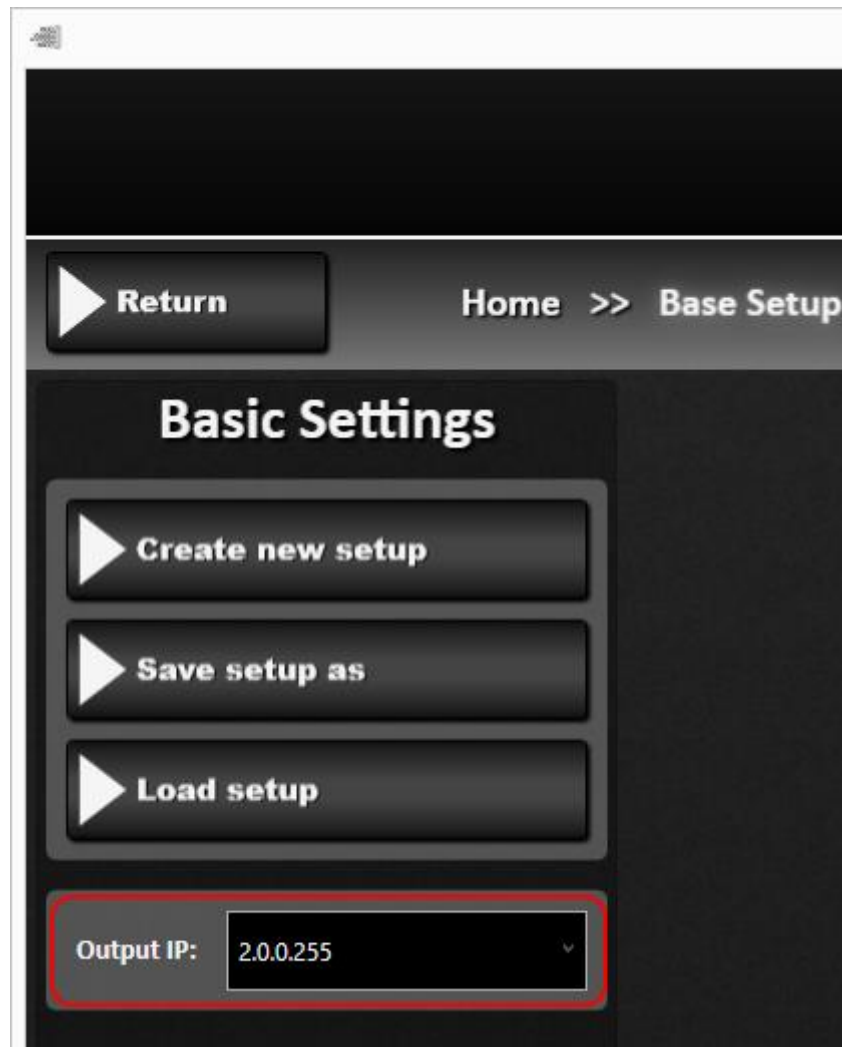 Return
Home >> Base Setup
Basic Settings
Create new setup
Save setup as
Load setup
Output IP: 2.0.0.255